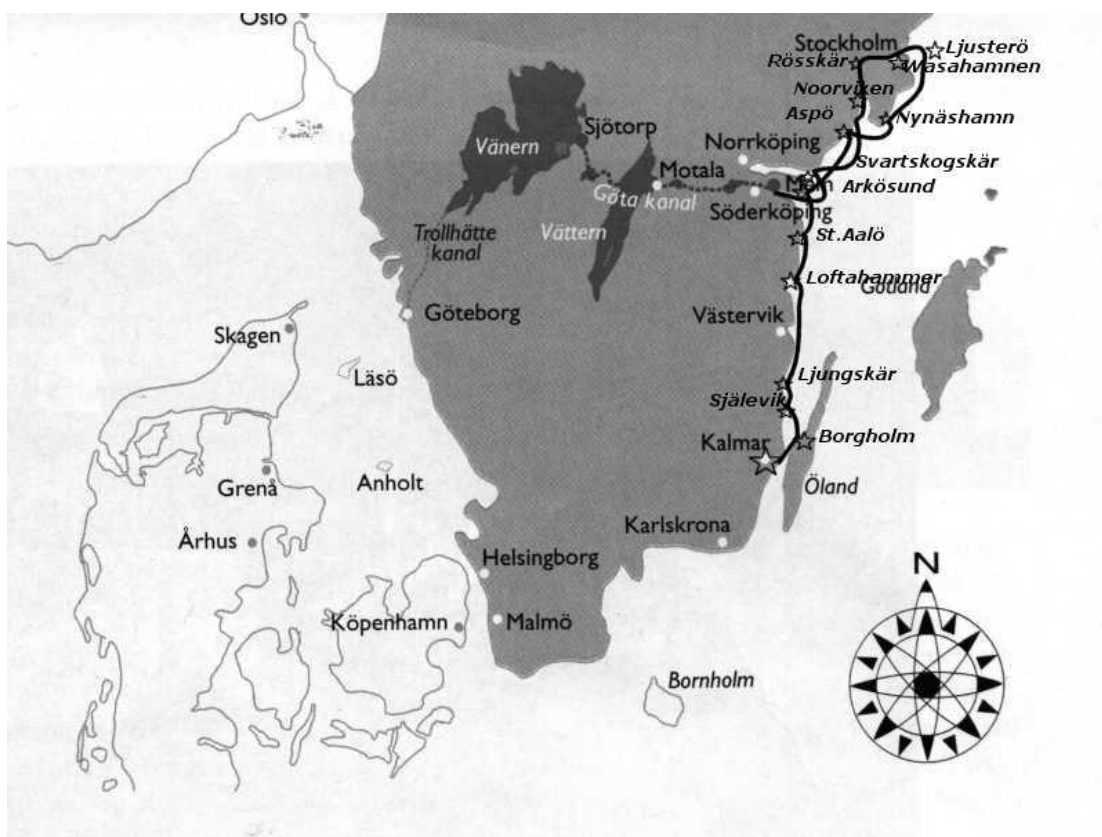 Oslo
Stockholm
Ljusterö
Rösskär
Wasahamnen
Noorviken
Aspö
Nynäshamn
Sjötorp
Vänern
Norrköping
Motala
Svartskogskär
Göta kanal
Mem
Arkösund
Söderköping
Trollhätte
kanal
Vättern
St.Aalö
Loftahammer
Gotland
Göteborg
Västervik
Skagen
Läsö
Ljungskär
Själevik
Kalmar
Borgholm
Grenå
Anholt
Öland
Århus
Karlskrona
Helsingborg
N
Köpenhamn
Malmö
Bornholm